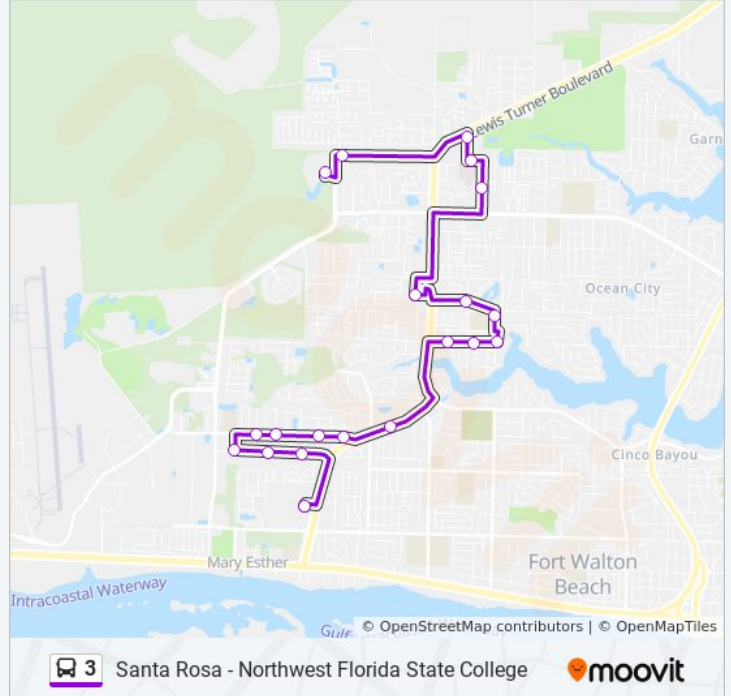 Lewis Turner Boulevard
Garn
Ocean City
Cinco Bayou
Mary Esther
Fort Walton
Beach
Intracoastal Waterway
© OpenStreetMap contributors | © OpenMapTiles
3 Santa Rosa - Northwest Florida State College
moovit